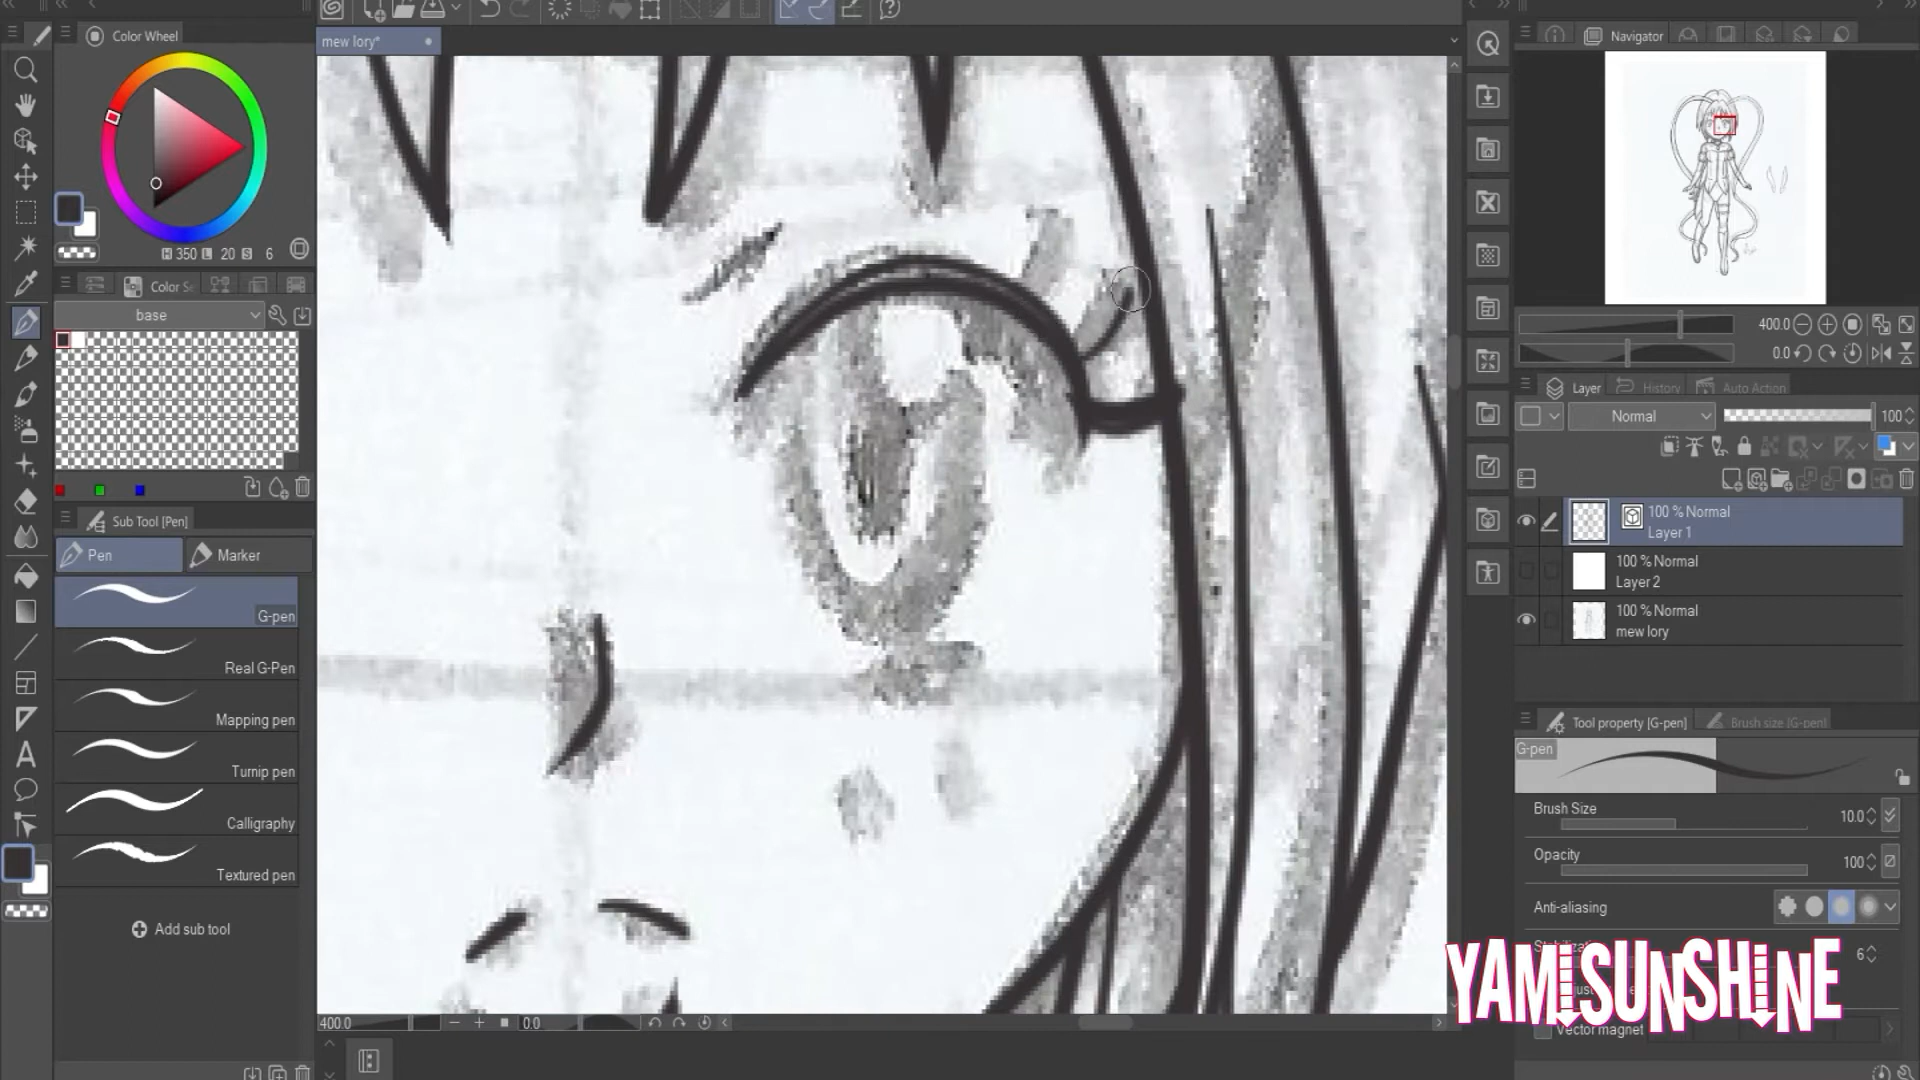 Color Wheel
mew lory*
Navigator
H 350 L 20 S 6
Color Se
base
400.0
0.0
Layer
History
Auto Action
Normal
100
100 % Normal
Layer 1
100 % Normal
Layer 2
100 % Normal
mew lory
Sub Tool [Pen]
Pen
Marker
G-pen
Real G-Pen
Mapping pen
Turnip pen
Calligraphy
Textured pen
Add sub tool
Tool property [G-pen]
Brush size [G-pen]
G-pen
Brush Size
10.0
Opacity
100
Anti-aliasing
6
Vector magnet
YAMISUNSHINE
400.0
0.0